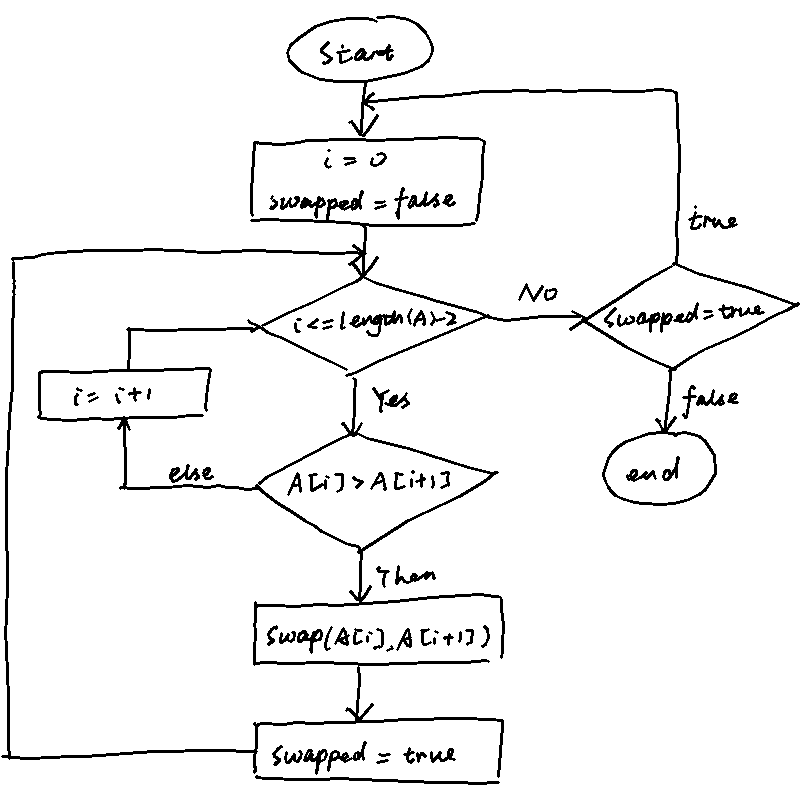 Start
i = 0
swapped = false
true
i <= length(A)-2
No
swapped = true
i = i+1
Yes
false
else
A[i] > A[i+1]
end
Then
swap(A[i], A[i+1])
swapped = true